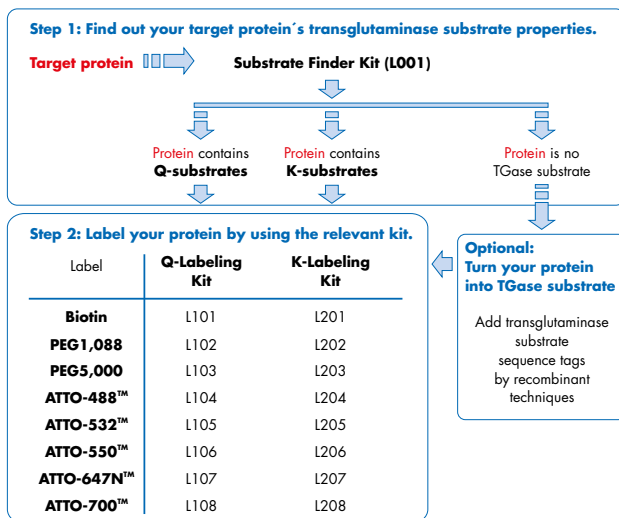 Step 1: Find out your target protein´s transglutaminase substrate properties.
Target protein
Substrate Finder Kit (L001)
Protein contains
Q-substrates
Protein contains
K-substrates
Protein is no
TGase substrate
Step 2: Label your protein by using the relevant kit.
Label Q-Labeling Kit K-Labeling Kit
Biotin L101 L201
PEG1,088 L102 L202
PEG5,000 L103 L203
ATTO-488™ L104 L204
ATTO-532™ L105 L205
ATTO-550™ L106 L206
ATTO-647N™ L107 L207
ATTO-700™ L108 L208
Optional:
Turn your protein
into TGase substrate
Add transglutaminase
substrate
sequence tags
by recombinant
techniques